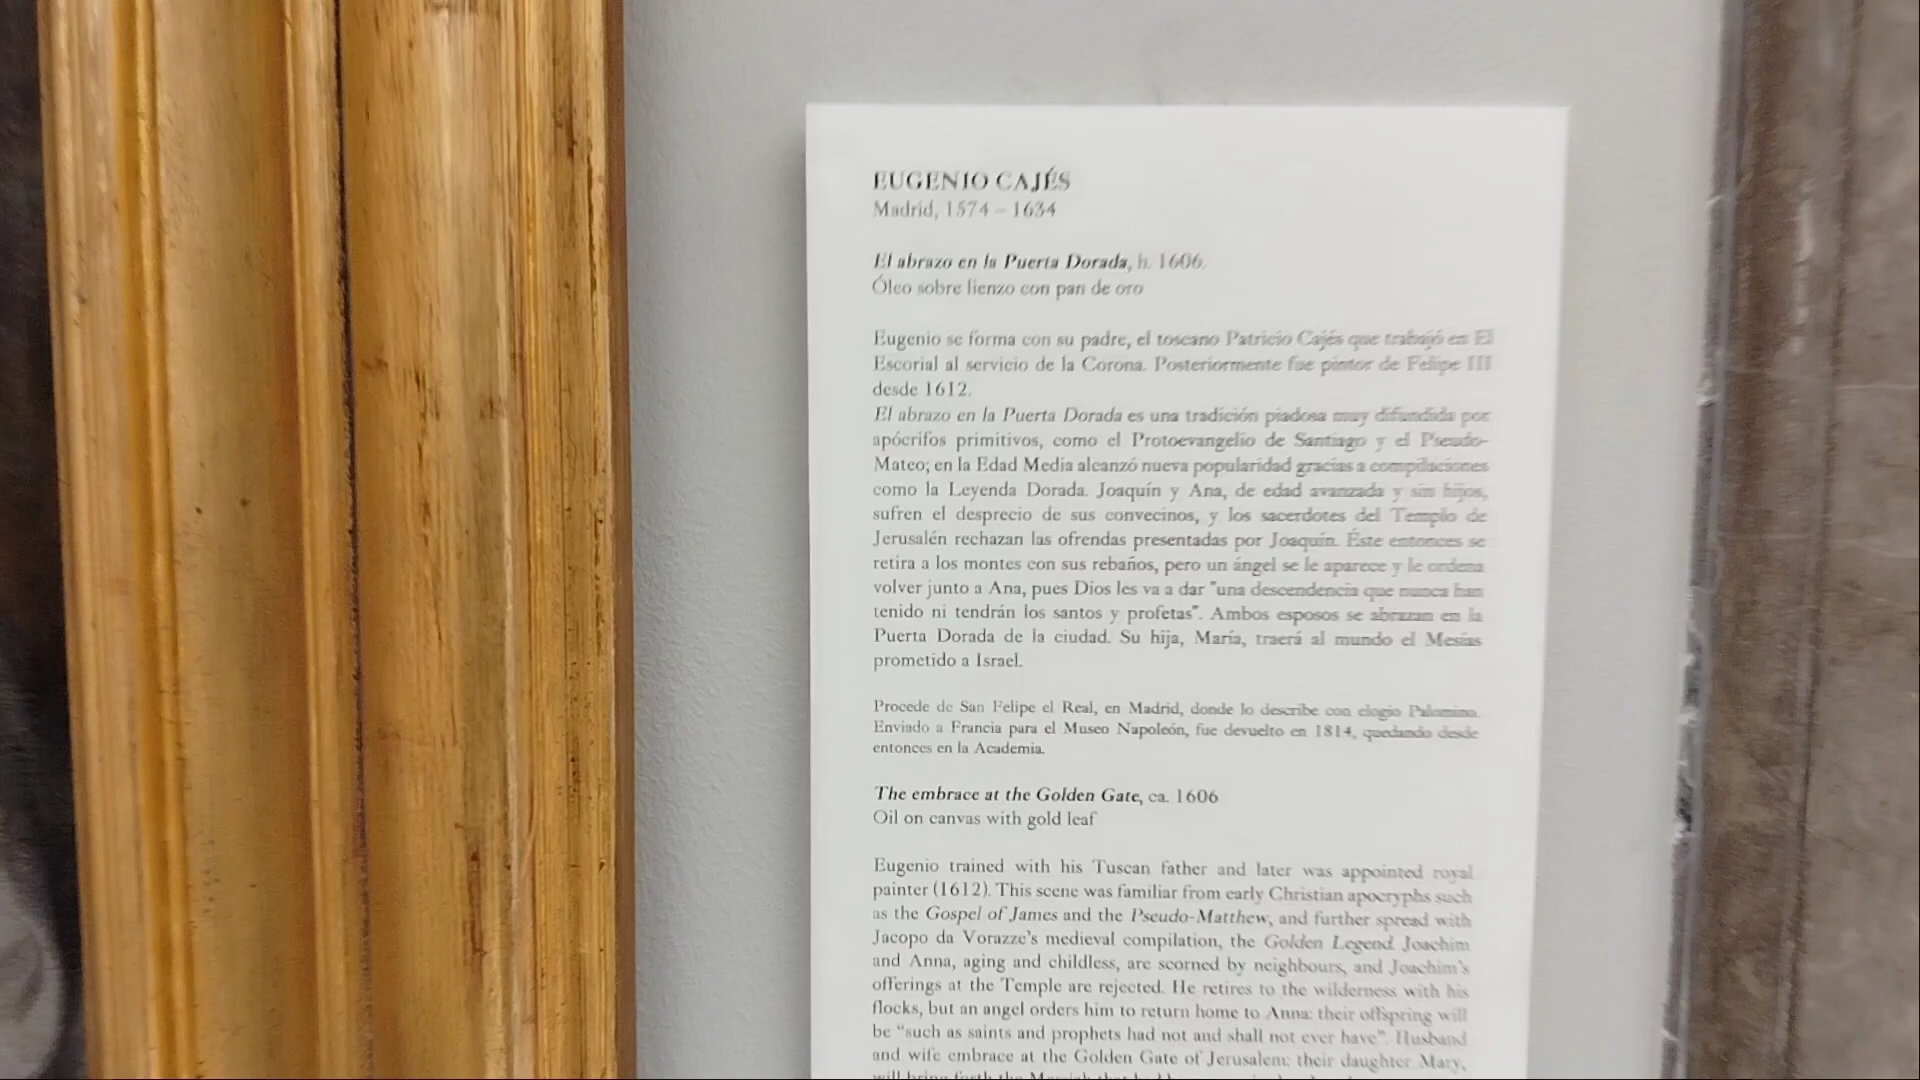 EUGENIO CAJÉS
Madrid, 1574 – 1634
El abrazo en la Puerta Dorada, h. 1606.
Óleo sobre lienzo con pan de oro
Eugenio se forma con su padre, el toscano Patricio Cajés que trabajó en El
Escorial al servicio de la Corona. Posteriormente fue pintor de Felipe III
desde 1612.
El abrazo en la Puerta Dorada es una tradición piadosa muy difundida por
apócrifos primitivos, como el Protoevangelio de Santiago y el Pseudo-
Mateo; en la Edad Media alcanzó nueva popularidad gracias a compilaciones
como la Leyenda Dorada. Joaquín y Ana, de edad avanzada y sin hijos,
sufren el desprecio de sus convecinos, y los sacerdotes del Templo de
Jerusalén rechazan las ofrendas presentadas por Joaquín. Éste entonces se
retira a los montes con sus rebaños, pero un ángel se le aparece y le ordena
volver junto a Ana, pues Dios les va a dar "una descendencia que nunca han
tenido ni tendrán los santos y profetas". Ambos esposos se abrazan en la
Puerta Dorada de la ciudad. Su hija, María, traerá al mundo el Mesías
prometido a Israel.
Procede de San Felipe el Real, en Madrid, donde lo describe con elogio Palomino.
Enviado a Francia para el Museo Napoleón, fue devuelto en 1814, quedando desde
entonces en la Academia.
The embrace at the Golden Gate, ca. 1606
Oil on canvas with gold leaf
Eugenio trained with his Tuscan father and later was appointed royal
painter (1612). This scene was familiar from early Christian apocryphs such
as the Gospel of James and the Pseudo-Matthew, and further spread with
Jacopo da Vorazze's medieval compilation, the Golden Legend. Joachim
and Anna, aging and childless, are scorned by neighbours, and Joachim's
offerings at the Temple are rejected. He retires to the wilderness with his
flocks, but an angel orders him to return home to Anna: their offspring will
be "such as saints and prophets had not and shall not ever have". Husband
and wife embrace at the Golden Gate of Jerusalem: their daughter Mary,
will bring forth the Messiah that had